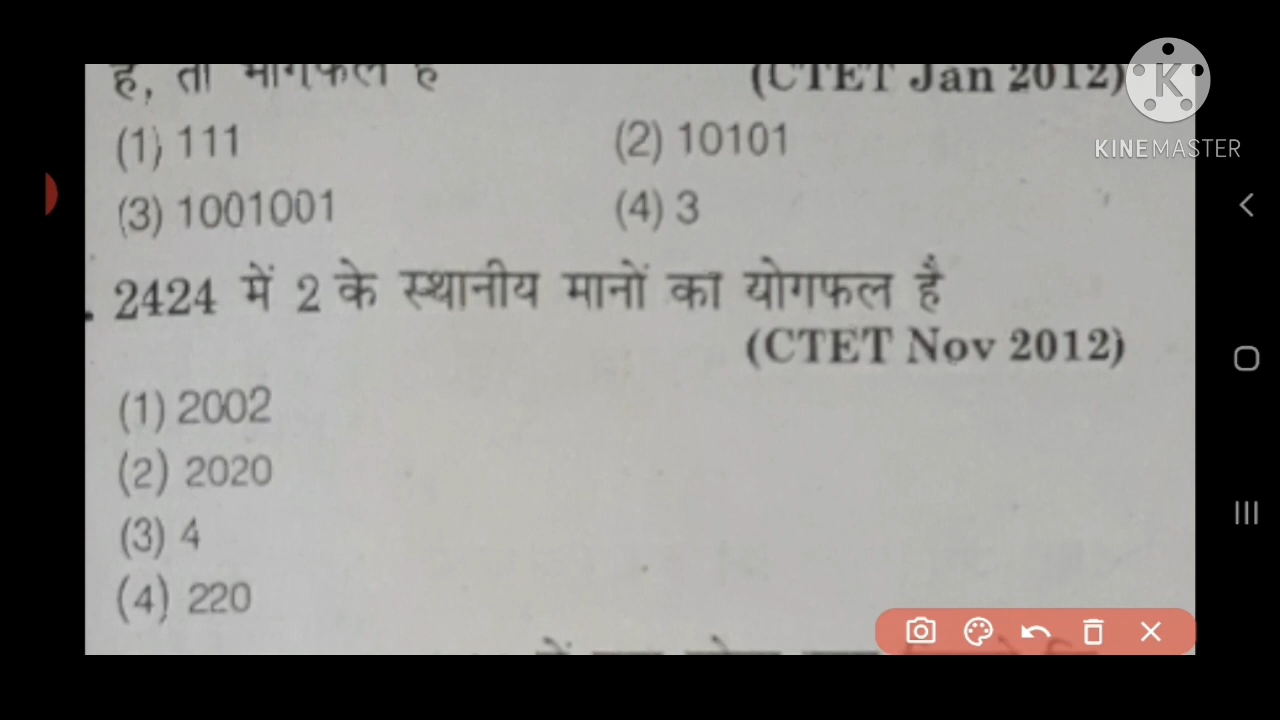 है, तो भागफल है (CTET Jan 2012)
(1) 111 (2) 10101
(3) 1001001 (4) 3
2424 में 2 के स्थानीय मानों का योगफल है
(CTET Nov 2012)
(1) 2002
(2) 2020
(3) 4
(4) 220
K
KINEMASTER